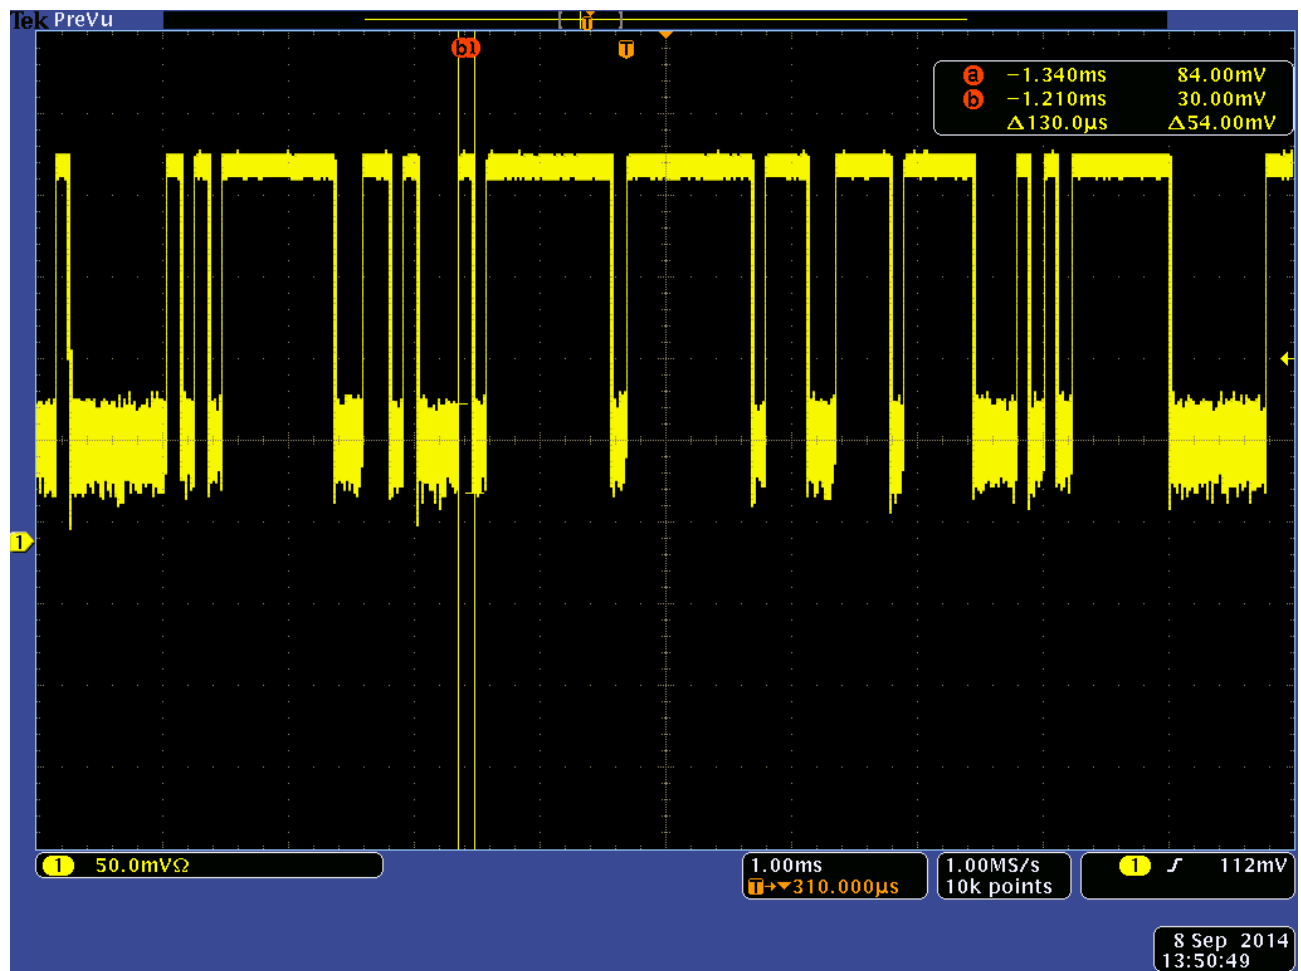 Tek PreVu
[ T ]
b1 T
a −1.340ms 84.00mV
b −1.210ms 30.00mV
Δ130.0μs Δ54.00mV
1
1 50.0mVΩ
1.00ms
T→▼310.000μs
1.00MS/s
10k points
1 ʃ 112mV
8 Sep 2014
13:50:49